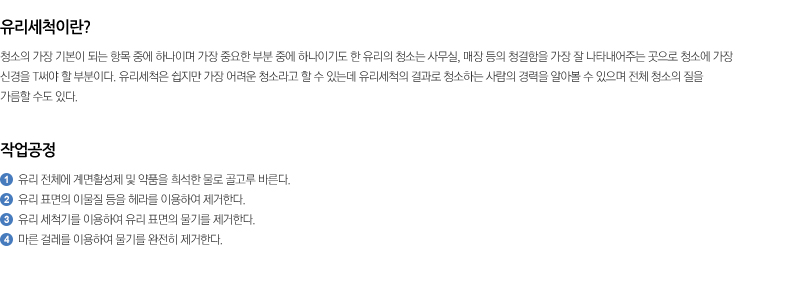 유리세척이란?
청소의 가장 기본이 되는 항목 중에 하나이며 가장 중요한 부분 중에 하나이기도 한 유리의 청소는 사무실, 매장 등의 청결함을 가장 잘 나타내어주는 곳으로 청소에 가장
신경을 T써야 할 부분이다. 유리세척은 쉽지만 가장 어려운 청소라고 할 수 있는데 유리세척의 결과로 청소하는 사람의 경력을 알아볼 수 있으며 전체 청소의 질을
가름할 수도 있다.
작업공정
1 유리 전체에 계면활성제 및 약품을 희석한 물로 골고루 바른다.
2 유리 표면의 이물질 등을 헤라를 이용하여 제거한다.
3 유리 세척기를 이용하여 유리 표면의 물기를 제거한다.
4 마른 걸레를 이용하여 물기를 완전히 제거한다.